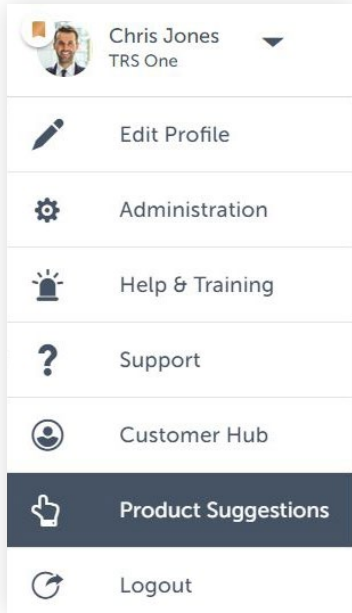 Chris Jones
TRS One
Edit Profile
Administration
Help & Training
Support
Customer Hub
Product Suggestions
Logout